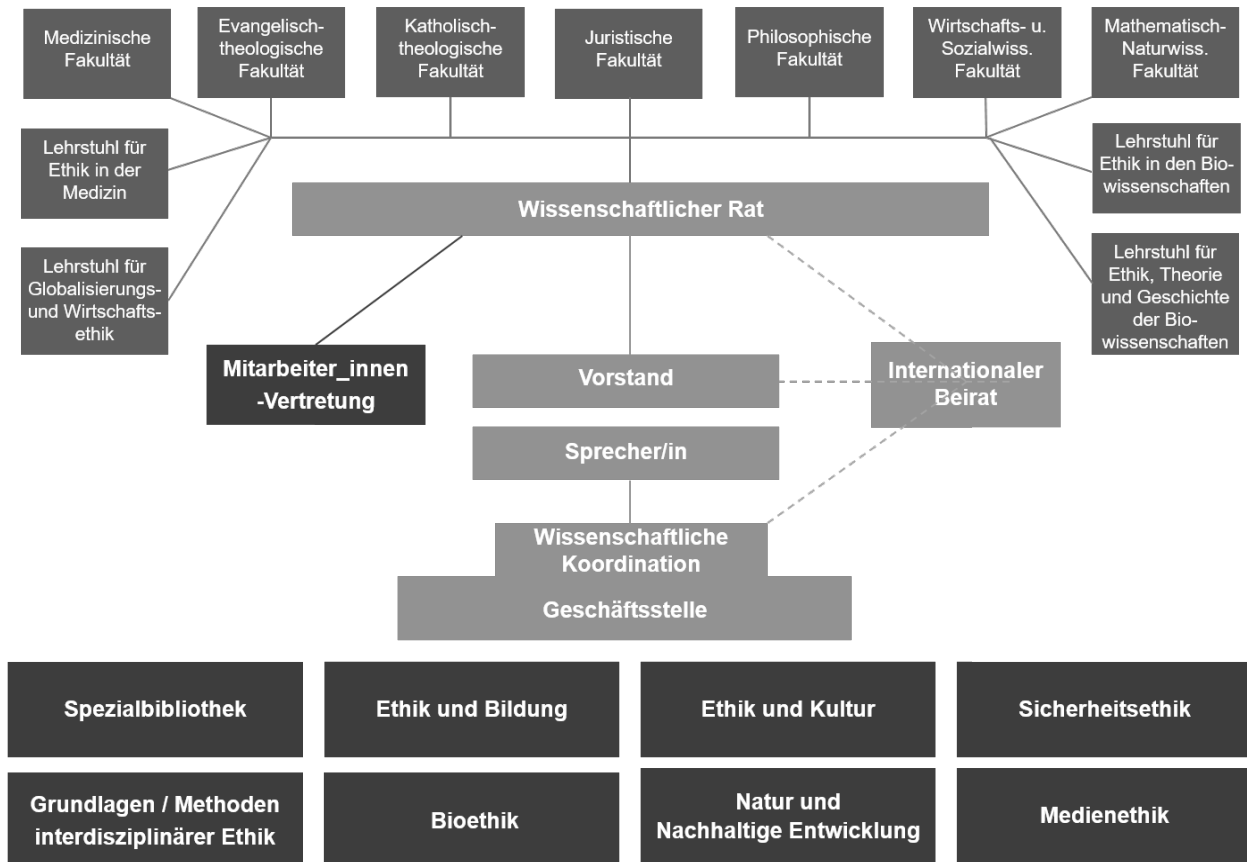 Medizinische
Fakultät
Evangelisch-
theologische
Fakultät
Katholisch-
theologische
Fakultät
Juristische
Fakultät
Philosophische
Fakultät
Wirtschafts- u.
Sozialwiss.
Fakultät
Mathematisch-
Naturwiss.
Fakultät
Lehrstuhl für
Ethik in der
Medizin
Lehrstuhl für
Ethik in den Bio-
wissenschaften
Wissenschaftlicher Rat
Lehrstuhl für
Globalisierungs-
und Wirtschafts-
ethik
Lehrstuhl für
Ethik, Theorie
und Geschichte
der Bio-
wissenschaften
Mitarbeiter_innen
-Vertretung
Vorstand
Internationaler
Beirat
Sprecher/in
Wissenschaftliche
Koordination
Geschäftsstelle
Spezialbibliothek
Ethik und Bildung
Ethik und Kultur
Sicherheitsethik
Grundlagen / Methoden
interdisziplinärer Ethik
Bioethik
Natur und
Nachhaltige Entwicklung
Medienethik